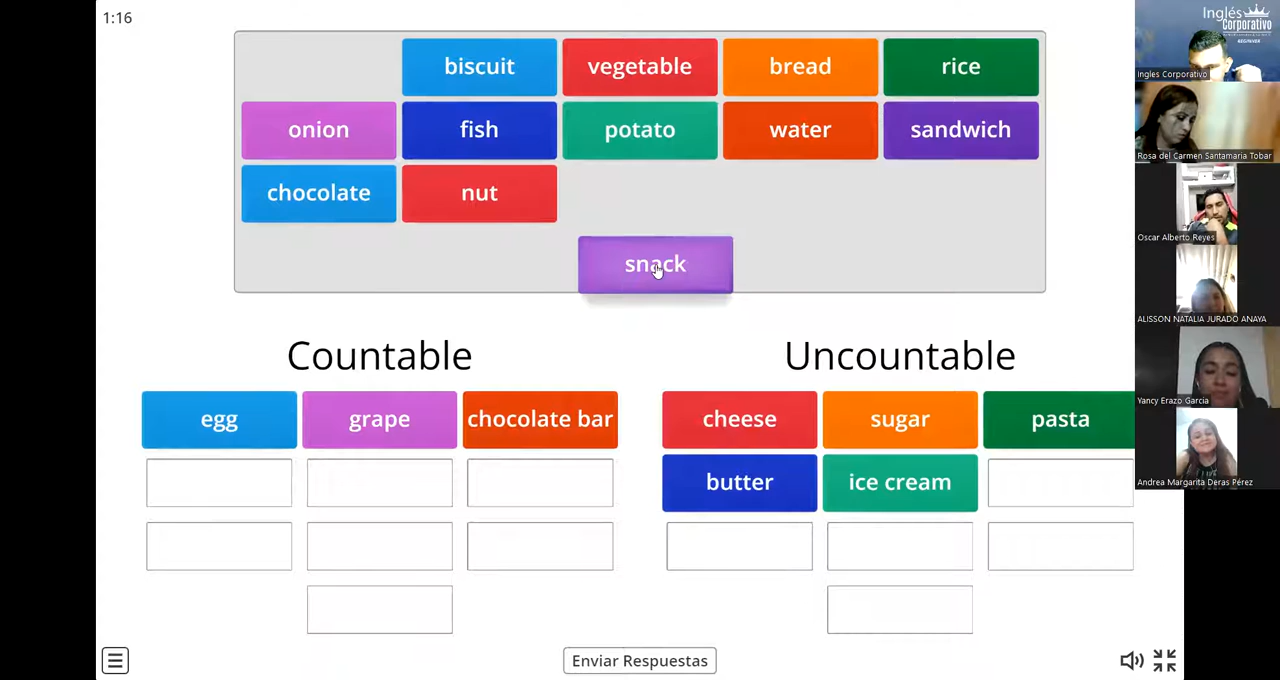 1:16
Inglés
Corporativo
BEGINNER
ingles Corporativo
biscuit
vegetable
bread
rice
onion
fish
potato
water
sandwich
Rosa del Carmen Santamaria Tobar
chocolate
nut
Oscar Alberto Reyes
snack
ALISSON NATALIA JURADO ANAYA
Countable
Uncountable
egg
grape
chocolate bar
cheese
sugar
pasta
Yancy Erazo Garcia
butter
ice cream
Andrea Margarita Deras Pérez
Enviar Respuestas